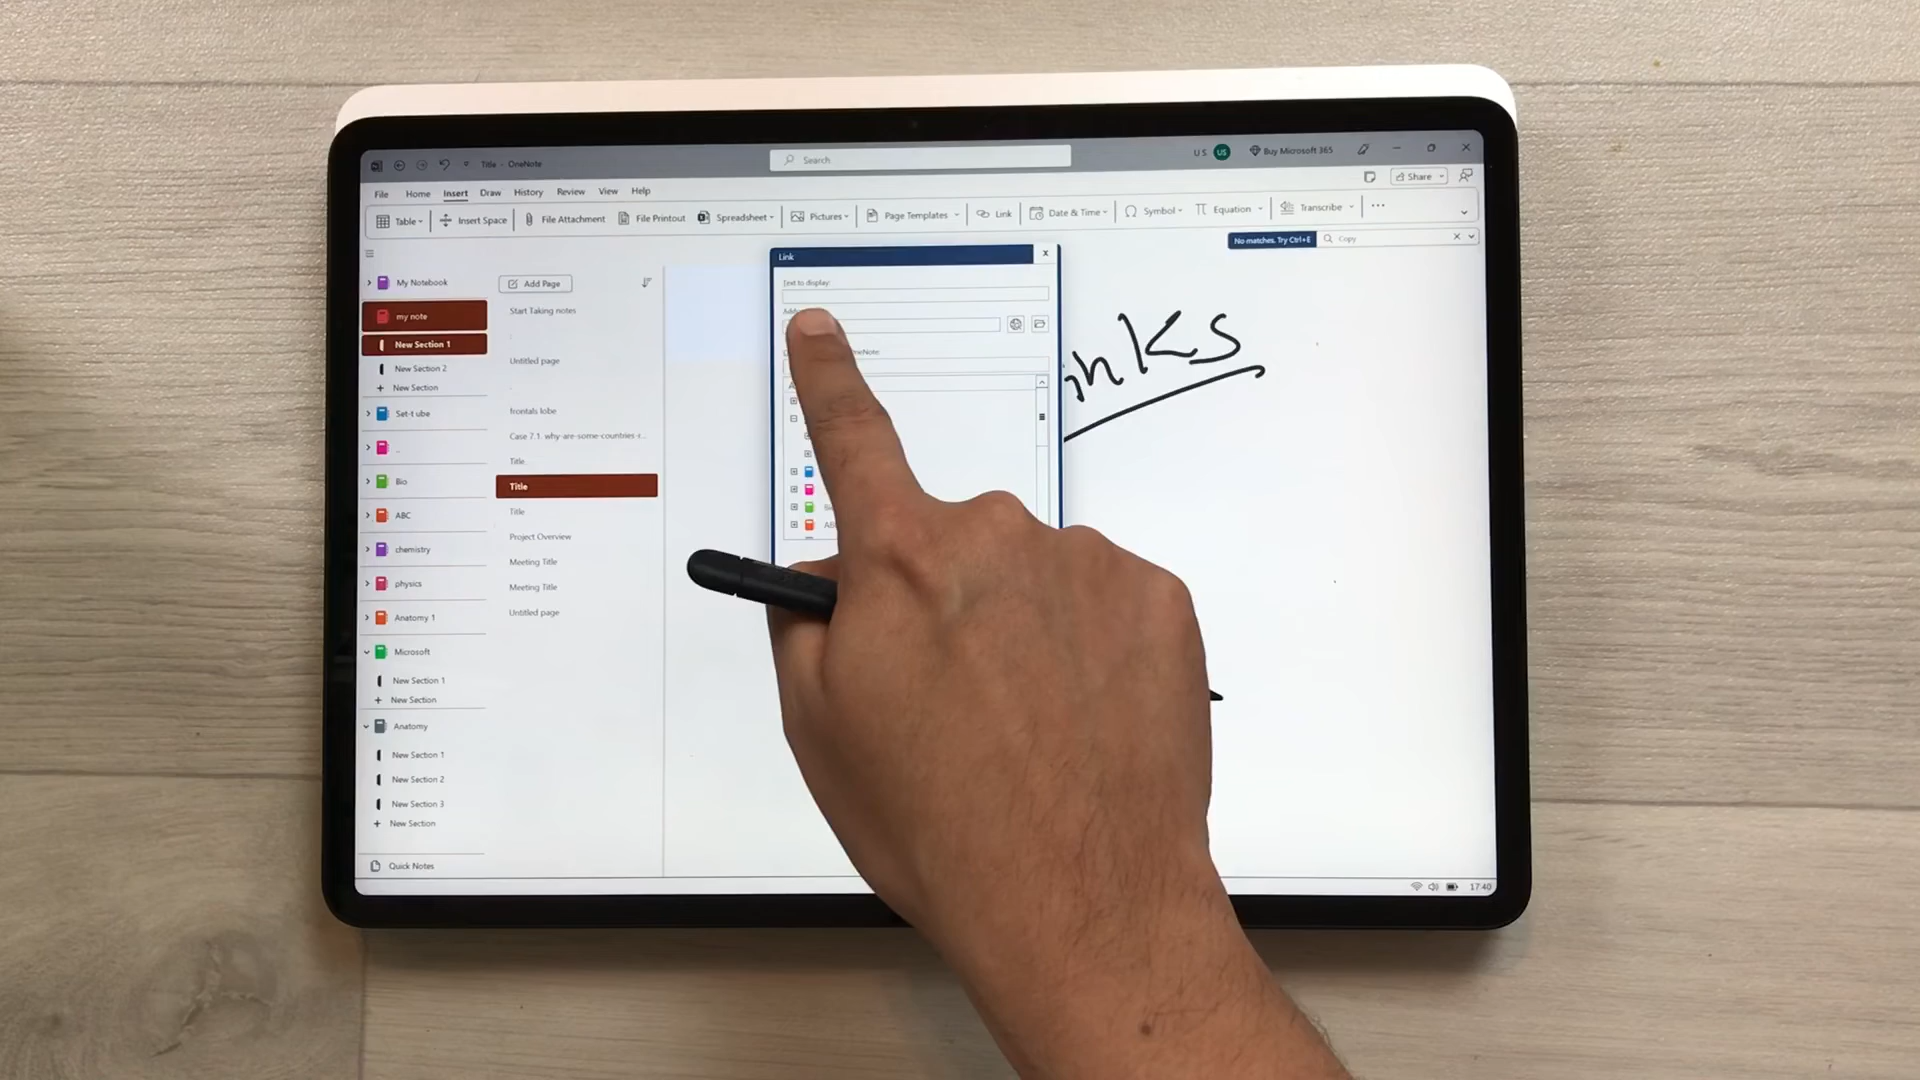 Title - OneNote
Search
U S
US
Buy Microsoft 365
File Home Insert Draw History Review View Help
Share
Table Insert Space File Attachment File Printout Spreadsheet Pictures Page Templates Link Date & Time Symbol Equation Transcribe
No matches. Try Ctrl+E
Copy
My Notebook
my note
New Section 1
New Section 2
New Section
Set-t ube
Bio
ABC
chemistry
physics
Anatomy 1
Microsoft
New Section 1
New Section
Anatomy
New Section 1
New Section 2
New Section 3
New Section
Quick Notes
Add Page
Start Taking notes
Untitled page
frontals lobe
Case 7.1. why-are-some-countries-r...
Title
Title
Title
Project Overview
Meeting Title
Meeting Title
Untitled page
Link
Text to display:
17:40